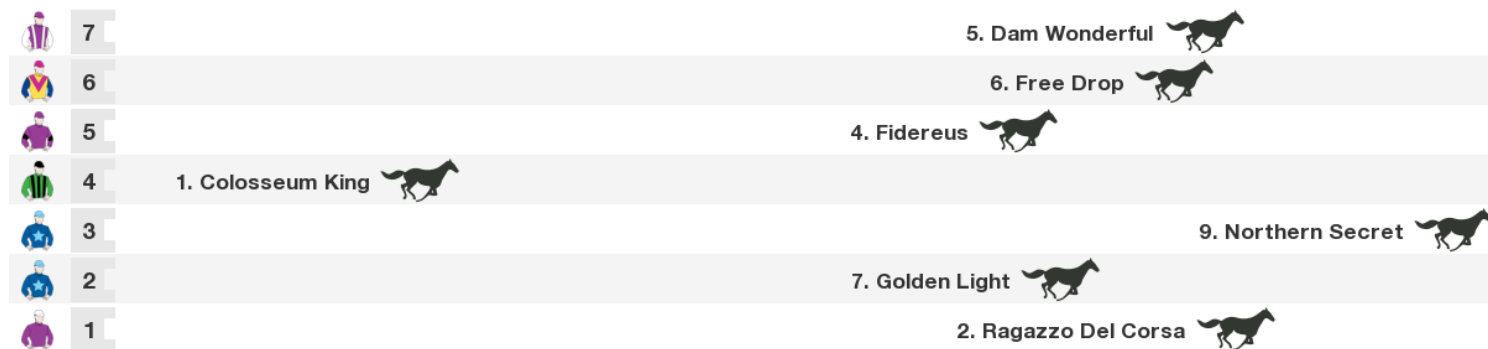 7 5. Dam Wonderful
6 6. Free Drop
5 4. Fidereus
4 1. Colosseum King
3 9. Northern Secret
2 7. Golden Light
1 2. Ragazzo Del Corsa